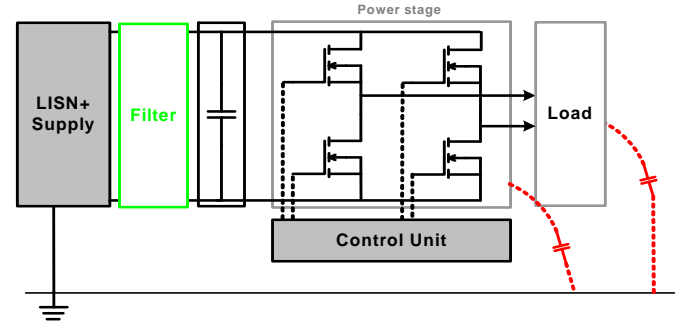 Power stage
LISN+
Supply
Filter
Load
Control Unit